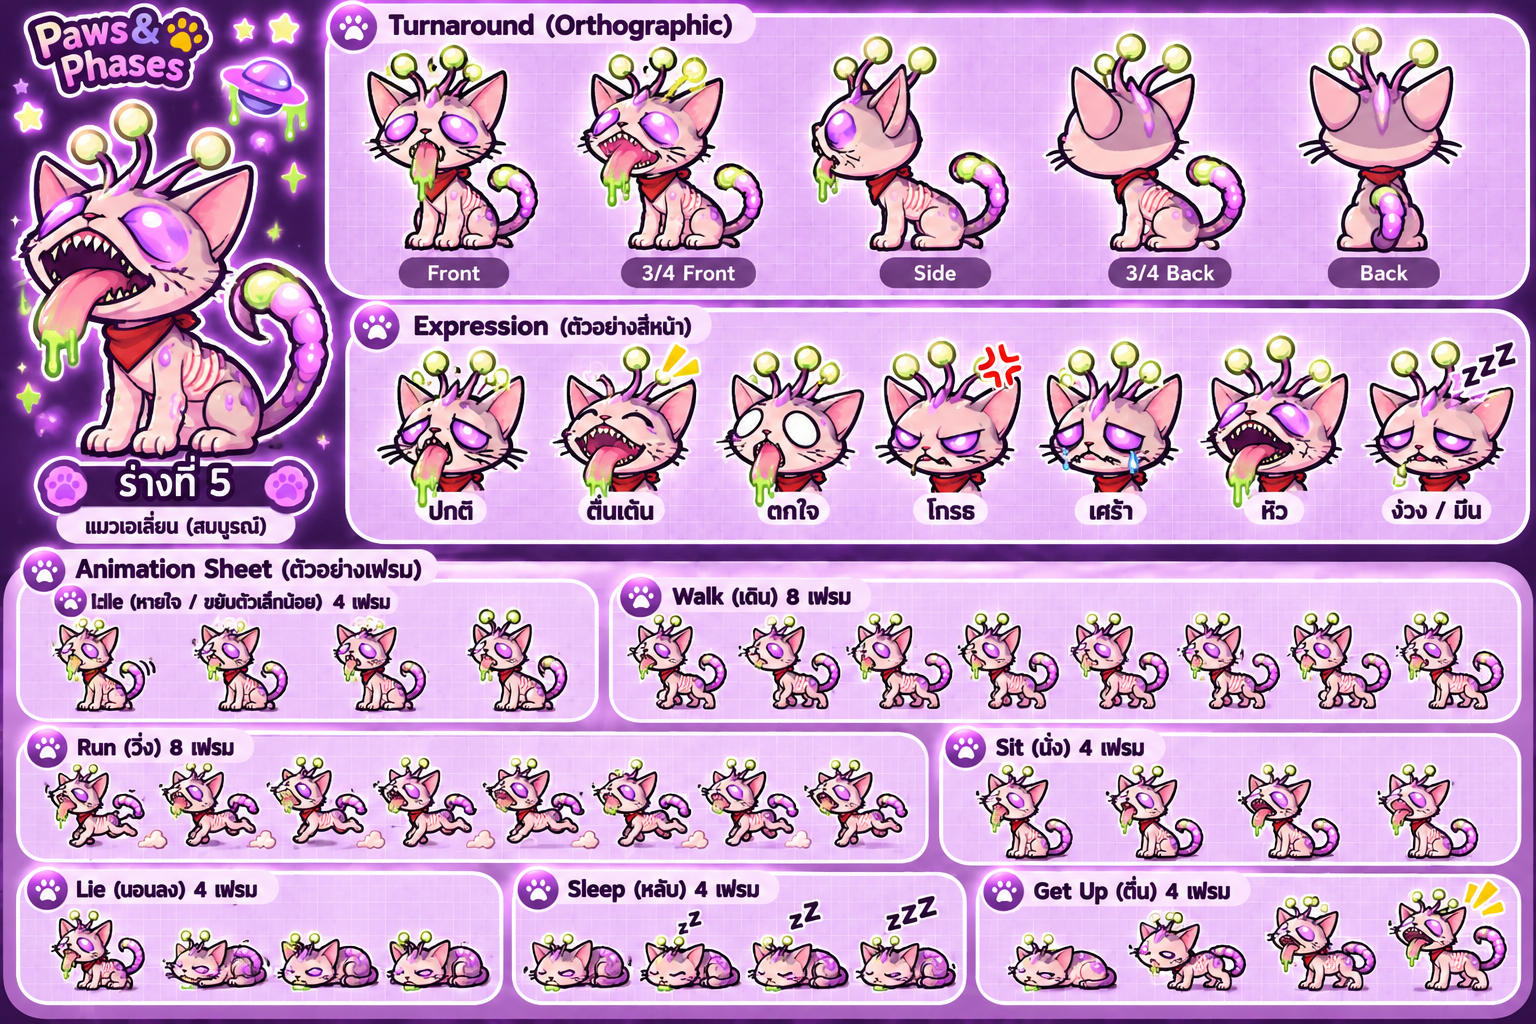 Paws&
Phases
ร่างที่ 5
แมวเอเลี่ยน (สบบูรณ์)
Turnaround (Orthographic)
Front
3/4 Front
Side
3/4 Back
Back
Expression (ตัวอย่างสีหน้า)
ปกติ
ตื่นเต้น
ตกใจ
โกรธ
เศร้า
หัว
ง้วง / มึน
zzz
Animation Sheet (ตัวอย่างเฟรม)
Idle (หายใจ / ขยับตัวเล็กน้อย) 4 เฟรม
Walk (เดิน) 8 เฟรม
Run (วิ่ง) 8 เฟรม
Sit (นั่ง) 4 เฟรม
Lie (นอนลง) 4 เฟรม
Sleep (หลับ) 4 เฟรม
zZ
zZ
zZZ
Get Up (ตื่น) 4 เฟรม